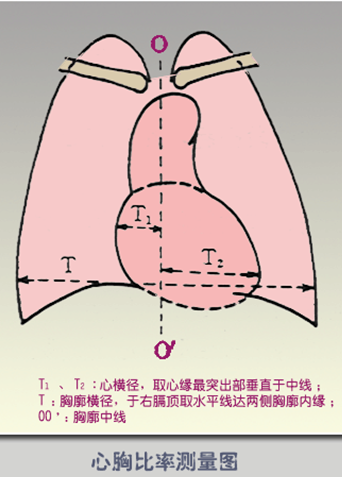 O
T₁
T₂
T
O'
T₁ 、 T₂ :心横径，取心缘最突出部垂直于中线；
T :胸廓横径，于右膈顶取水平线达两侧胸廓内缘；
OO' :胸廓中线
心胸比率测量图